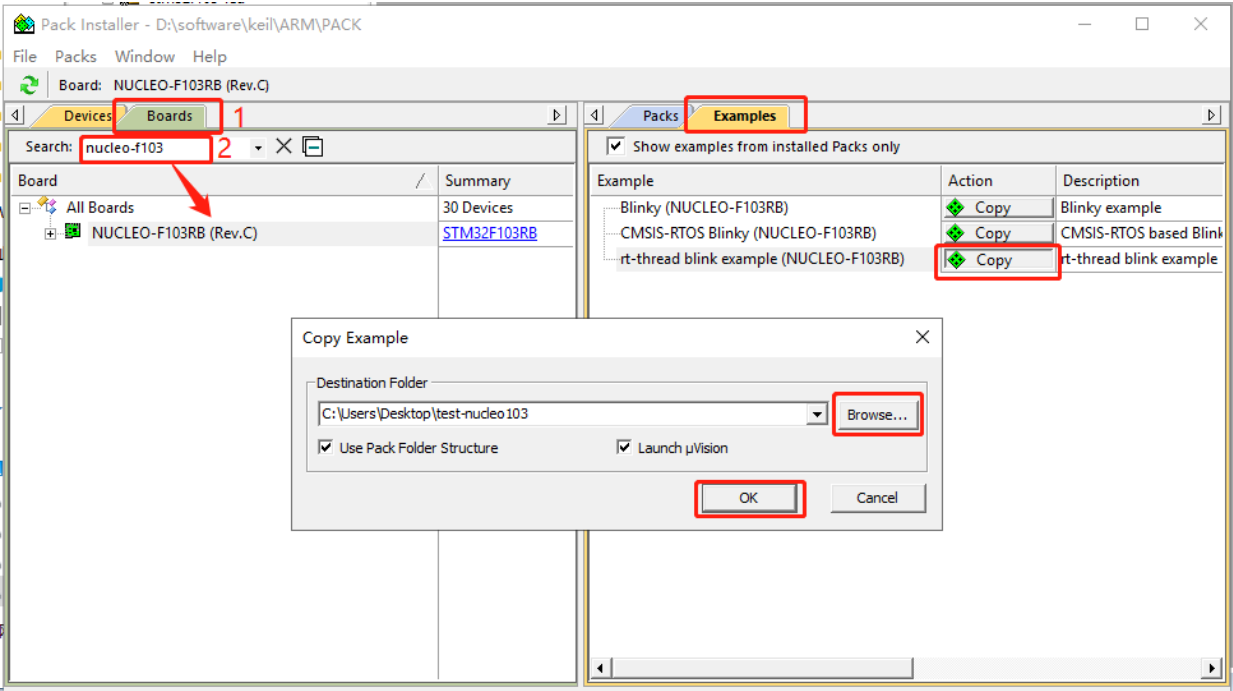 Pack Installer - D:\software\keil\ARM\PACK
File Packs Window Help
Board: NUCLEO-F103RB (Rev.C)
Devices Boards 1
Search: nucleo-f103 2
Board / Summary
All Boards 30 Devices
NUCLEO-F103RB (Rev.C) STM32F103RB
Packs Examples
Show examples from installed Packs only
Example Action Description
Blinky (NUCLEO-F103RB) Copy Blinky example
CMSIS-RTOS Blinky (NUCLEO-F103RB) Copy CMSIS-RTOS based Blink
rt-thread blink example (NUCLEO-F103RB) Copy rt-thread blink example
Copy Example
Destination Folder
C:\Users\Desktop\test-nucleo103 Browse...
Use Pack Folder Structure Launch µVision
OK Cancel